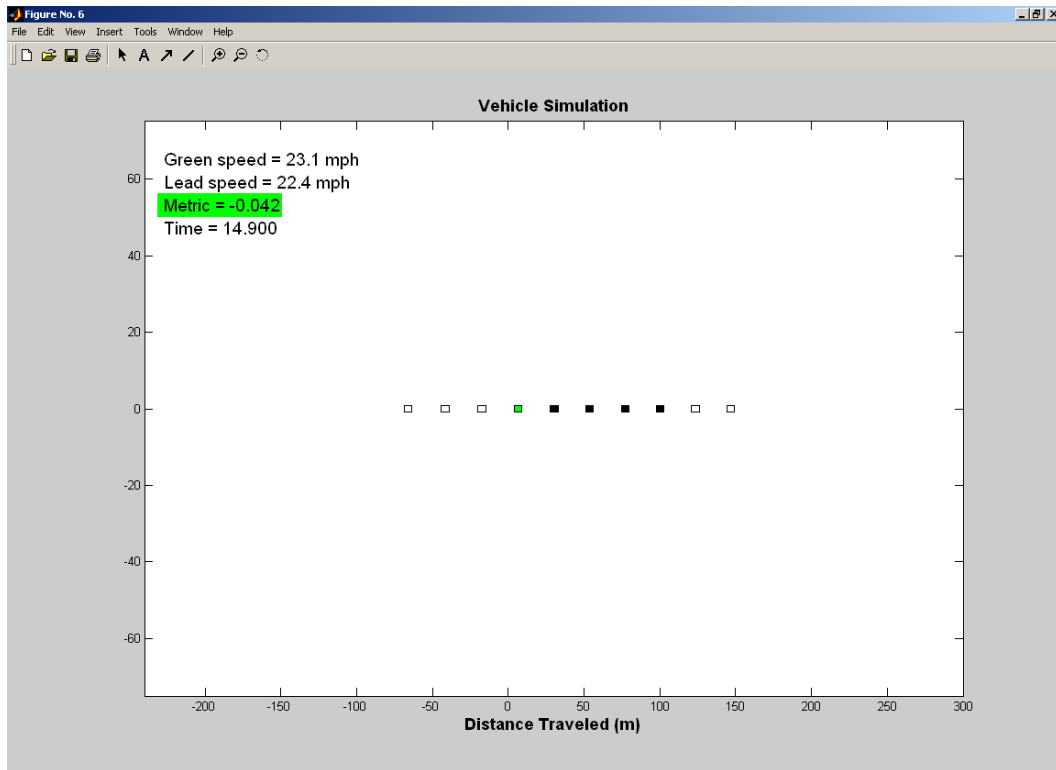 Figure No. 6
File Edit View Insert Tools Window Help
A
Vehicle Simulation
Green speed = 23.1 mph
Lead speed = 22.4 mph
Metric = -0.042
Time = 14.900
60
40
20
0
-20
-40
-60
-200 -150 -100 -50 0 50 100 150 200 250 300
Distance Traveled (m)